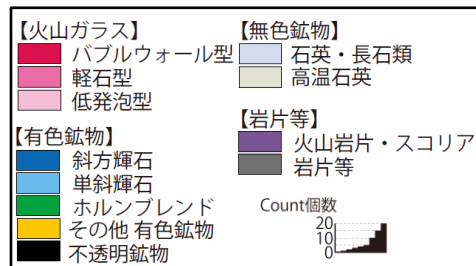 【火山ガラス】
バブルウォール型
軽石型
低発泡型
【有色鉱物】
斜方輝石
単斜輝石
ホルンブレンド
その他 有色鉱物
不透明鉱物
【無色鉱物】
石英・長石類
高温石英
【岩片等】
火山岩片・スコリア
岩片等
Count個数
20
10
0